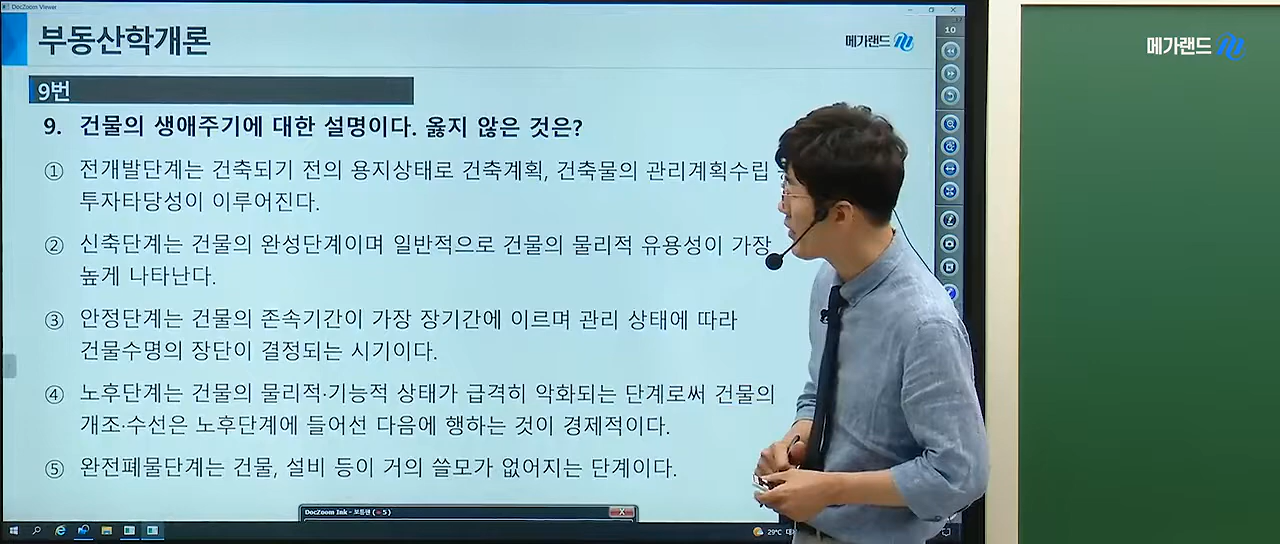 DocZoom Viewer
부동산학개론
메가랜드
10
메가랜드
9번
9. 건물의 생애주기에 대한 설명이다. 옳지 않은 것은?
① 전개발단계는 건축되기 전의 용지상태로 건축계획, 건축물의 관리계획수립
투자타당성이 이루어진다.
② 신축단계는 건물의 완성단계이며 일반적으로 건물의 물리적 유용성이 가장
높게 나타난다.
③ 안정단계는 건물의 존속기간이 가장 장기간에 이르며 관리 상태에 따라
건물수명의 장단이 결정되는 시기이다.
④ 노후단계는 건물의 물리적·기능적 상태가 급격히 악화되는 단계로써 건물의
개조·수선은 노후단계에 들어선 다음에 행하는 것이 경제적이다.
⑤ 완전폐물단계는 건물, 설비 등이 거의 쓸모가 없어지는 단계이다.
DocZoom Ink - 보통펜 ( = 5 )
29℃